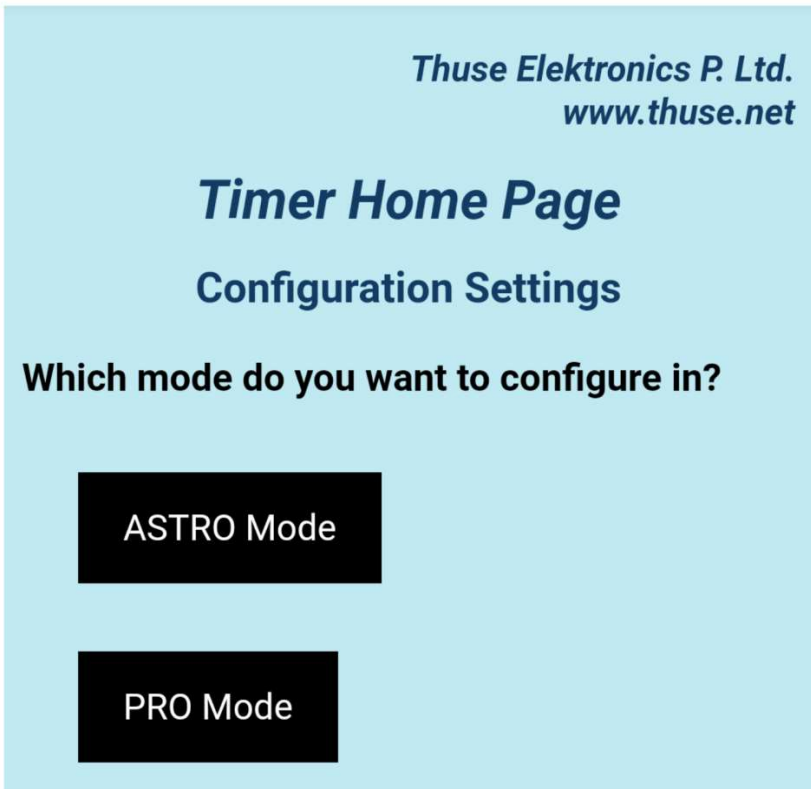 Thuse Elektronics P. Ltd.
www.thuse.net
Timer Home Page
Configuration Settings
Which mode do you want to configure in?
ASTRO Mode
PRO Mode